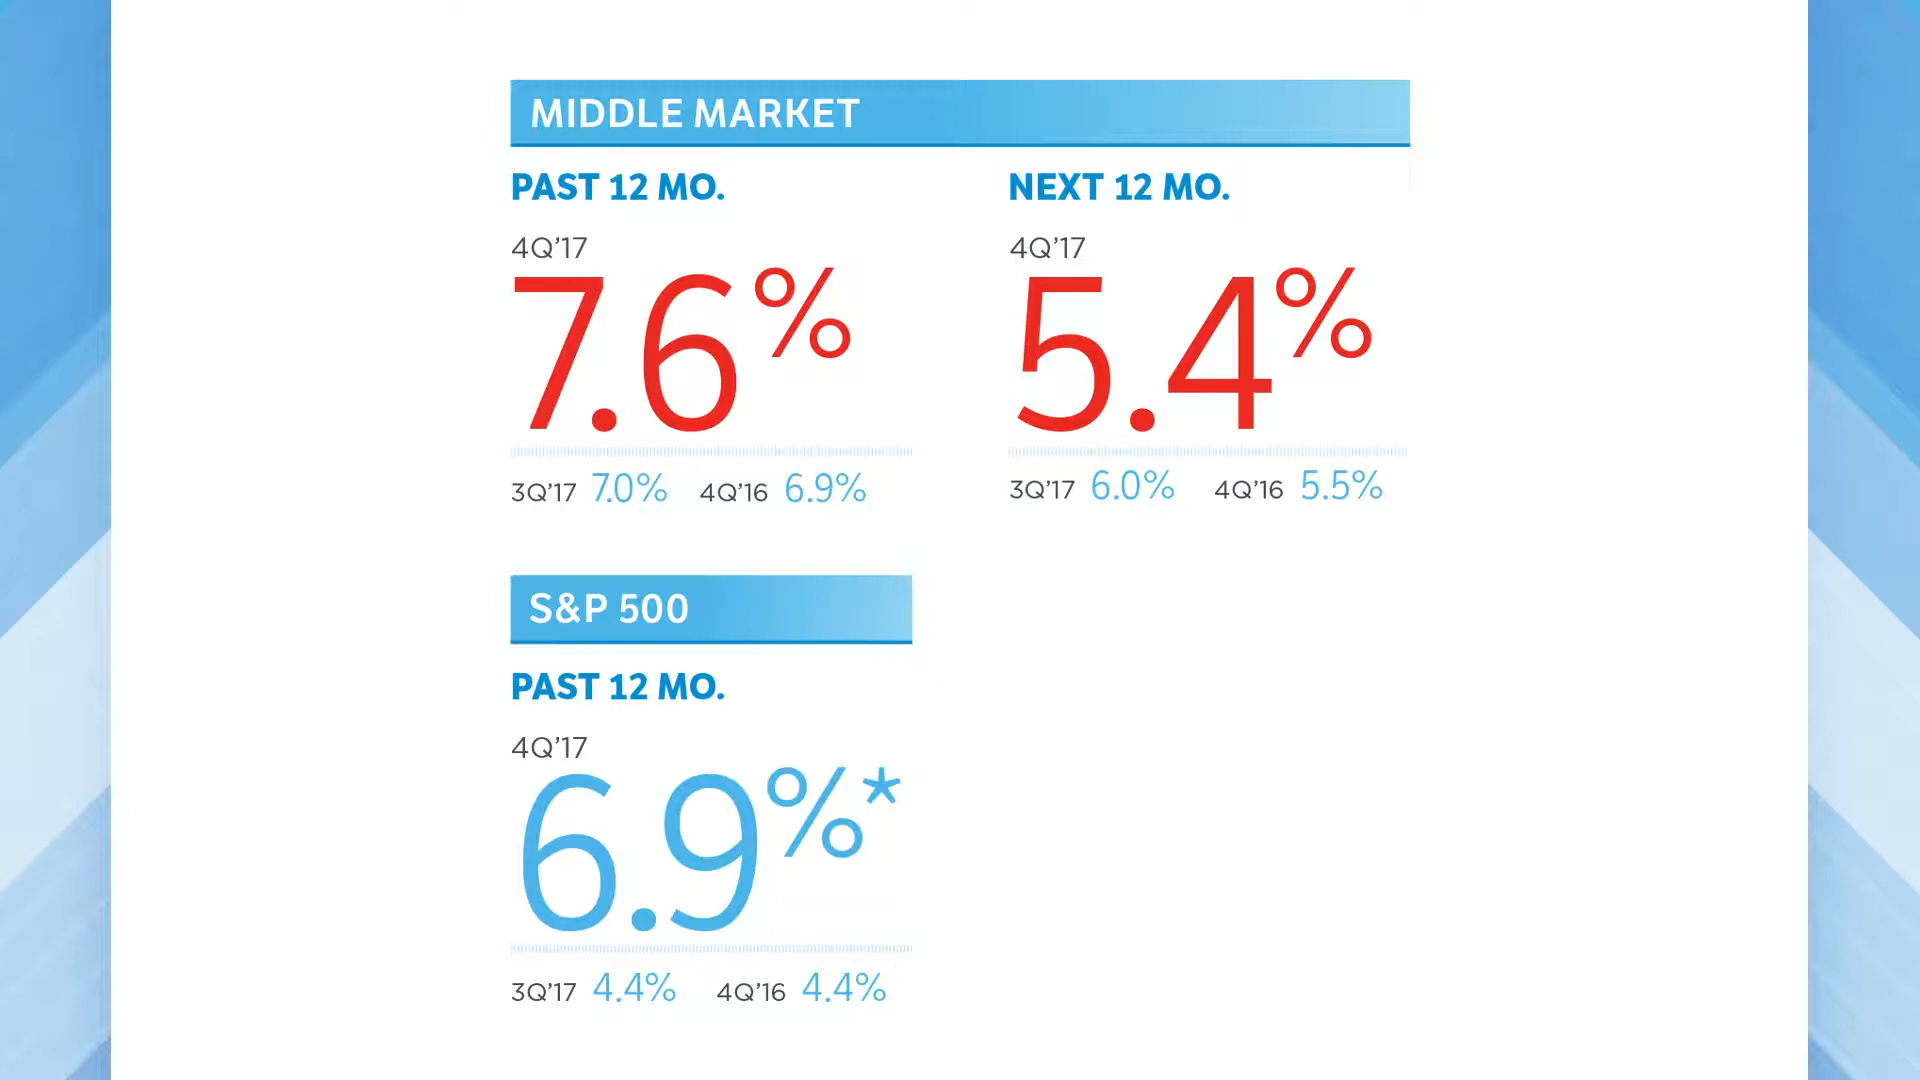 MIDDLE MARKET
PAST 12 MO.
4Q’17
7.6%
3Q’17 7.0% 4Q’16 6.9%
NEXT 12 MO.
4Q’17
5.4%
3Q’17 6.0% 4Q’16 5.5%
S&P 500
PAST 12 MO.
4Q’17
6.9%*
3Q’17 4.4% 4Q’16 4.4%